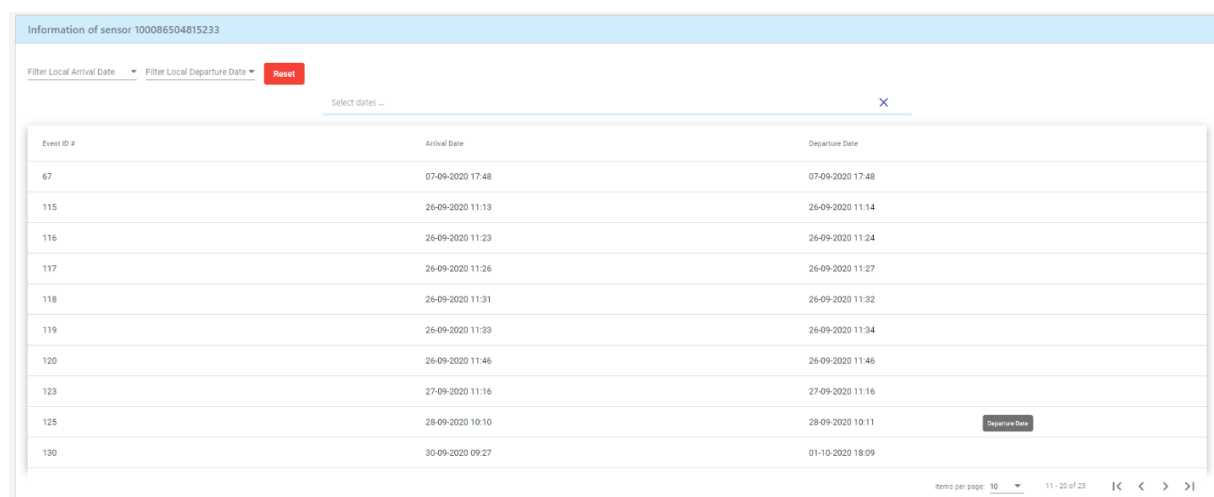 Information of sensor 100086504815233
Filter Local Arrival Date Filter Local Departure Date Reset
Select dates ...
Event ID # Arrival Date Departure Date
67 07-09-2020 17:48 07-09-2020 17:48
115 26-09-2020 11:13 26-09-2020 11:14
116 26-09-2020 11:23 26-09-2020 11:24
117 26-09-2020 11:26 26-09-2020 11:27
118 26-09-2020 11:31 26-09-2020 11:32
119 26-09-2020 11:33 26-09-2020 11:34
120 26-09-2020 11:46 26-09-2020 11:46
123 27-09-2020 11:16 27-09-2020 11:16
125 28-09-2020 10:10 28-09-2020 10:11 Departure Date
130 30-09-2020 09:27 01-10-2020 18:09
Items per page: 10 11 - 20 of 23